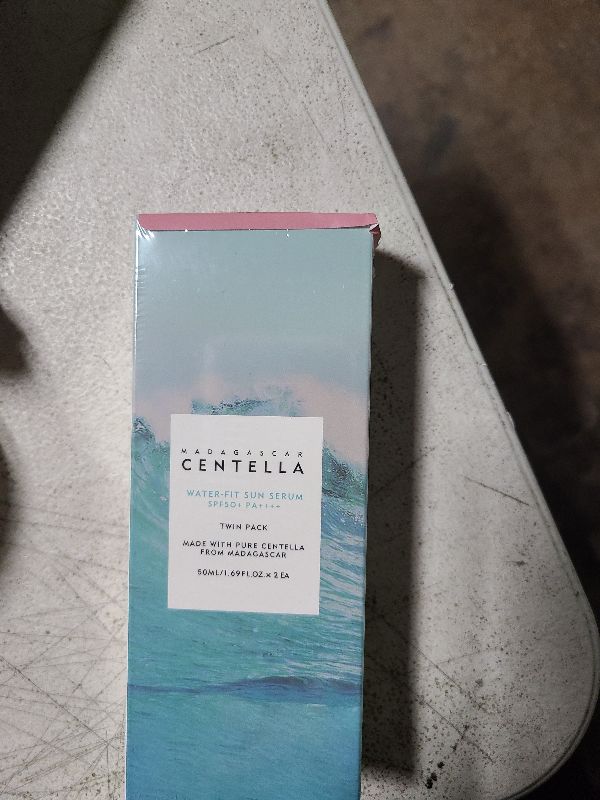 MADAGASCAR
CENTELLA
WATER-FIT SUN SERUM
SPF50+ PA++++
TWIN PACK
MADE WITH PURE CENTELLA
FROM MADAGASCAR
50ML/1.69FL.OZ.x 2 EA